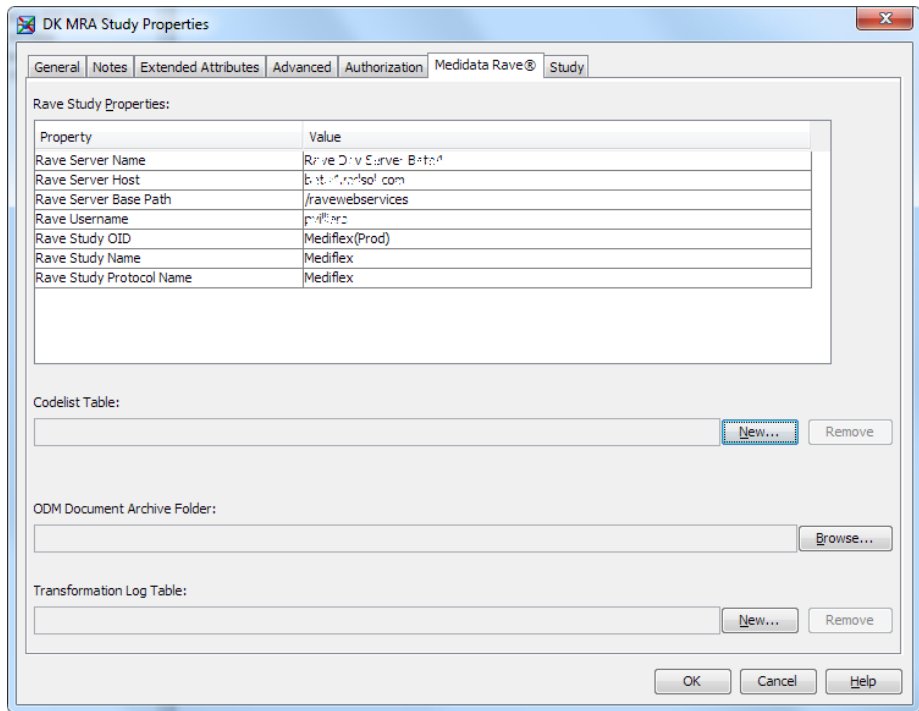 DK MRA Study Properties
General Notes Extended Attributes Advanced Authorization Medidata Rave® Study
Rave Study Properties:
Property Value
Rave Server Name
Rave Server Host com
Rave Server Base Path /ravewebservices
Rave Username
Rave Study OID Mediflex(Prod)
Rave Study Name Mediflex
Rave Study Protocol Name Mediflex
Codelist Table:
New... Remove
ODM Document Archive Folder:
Browse...
Transformation Log Table:
New... Remove
OK Cancel Help